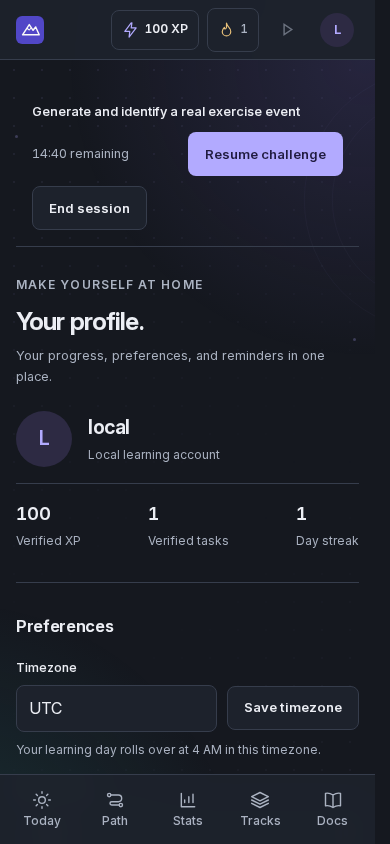 100 XP
1
L
Generate and identify a real exercise event
14:40 remaining
Resume challenge
End session
MAKE YOURSELF AT HOME
Your profile.
Your progress, preferences, and reminders in one
place.
L
local
Local learning account
100
1
1
Verified XP
Verified tasks
Day streak
Preferences
Timezone
UTC
Save timezone
Your learning day rolls over at 4 AM in this timezone.
Today
Path
Stats
Tracks
Docs